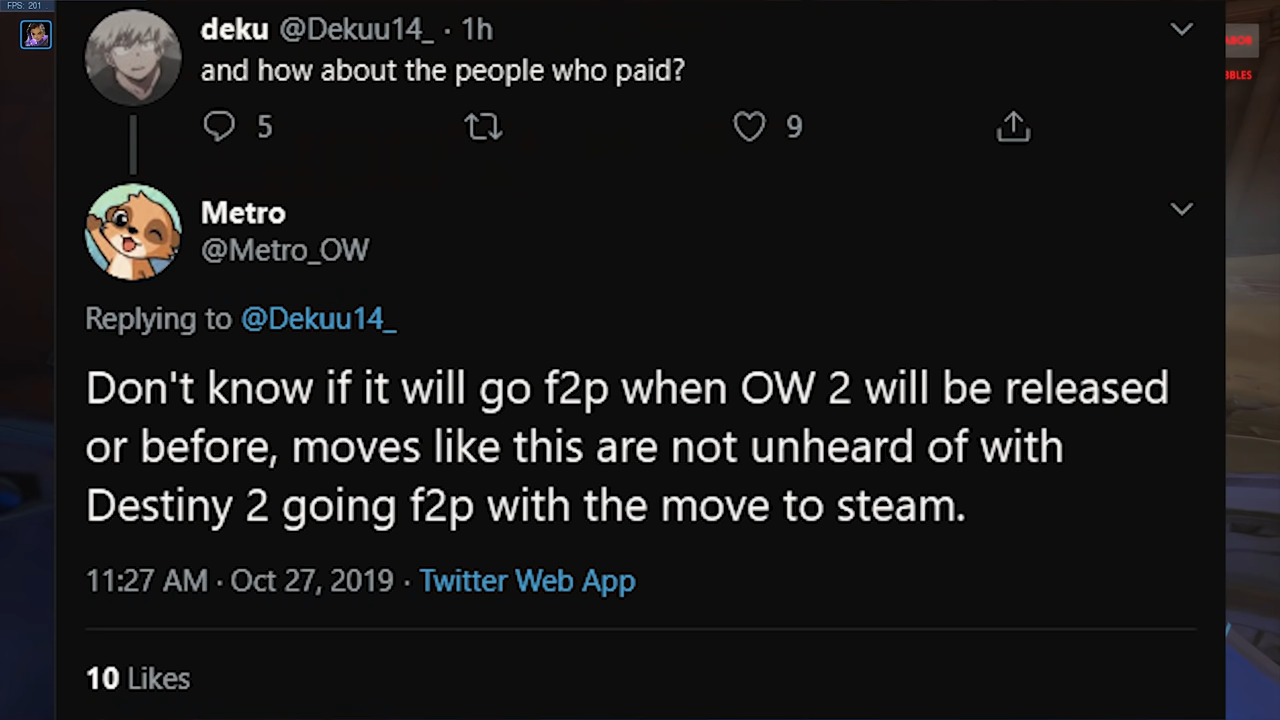 FPS: 201
deku @Dekuu14_ · 1h
and how about the people who paid?
5 9
Metro
@Metro_OW
Replying to @Dekuu14_
Don't know if it will go f2p when OW 2 will be released
or before, moves like this are not unheard of with
Destiny 2 going f2p with the move to steam.
11:27 AM · Oct 27, 2019 · Twitter Web App
10 Likes